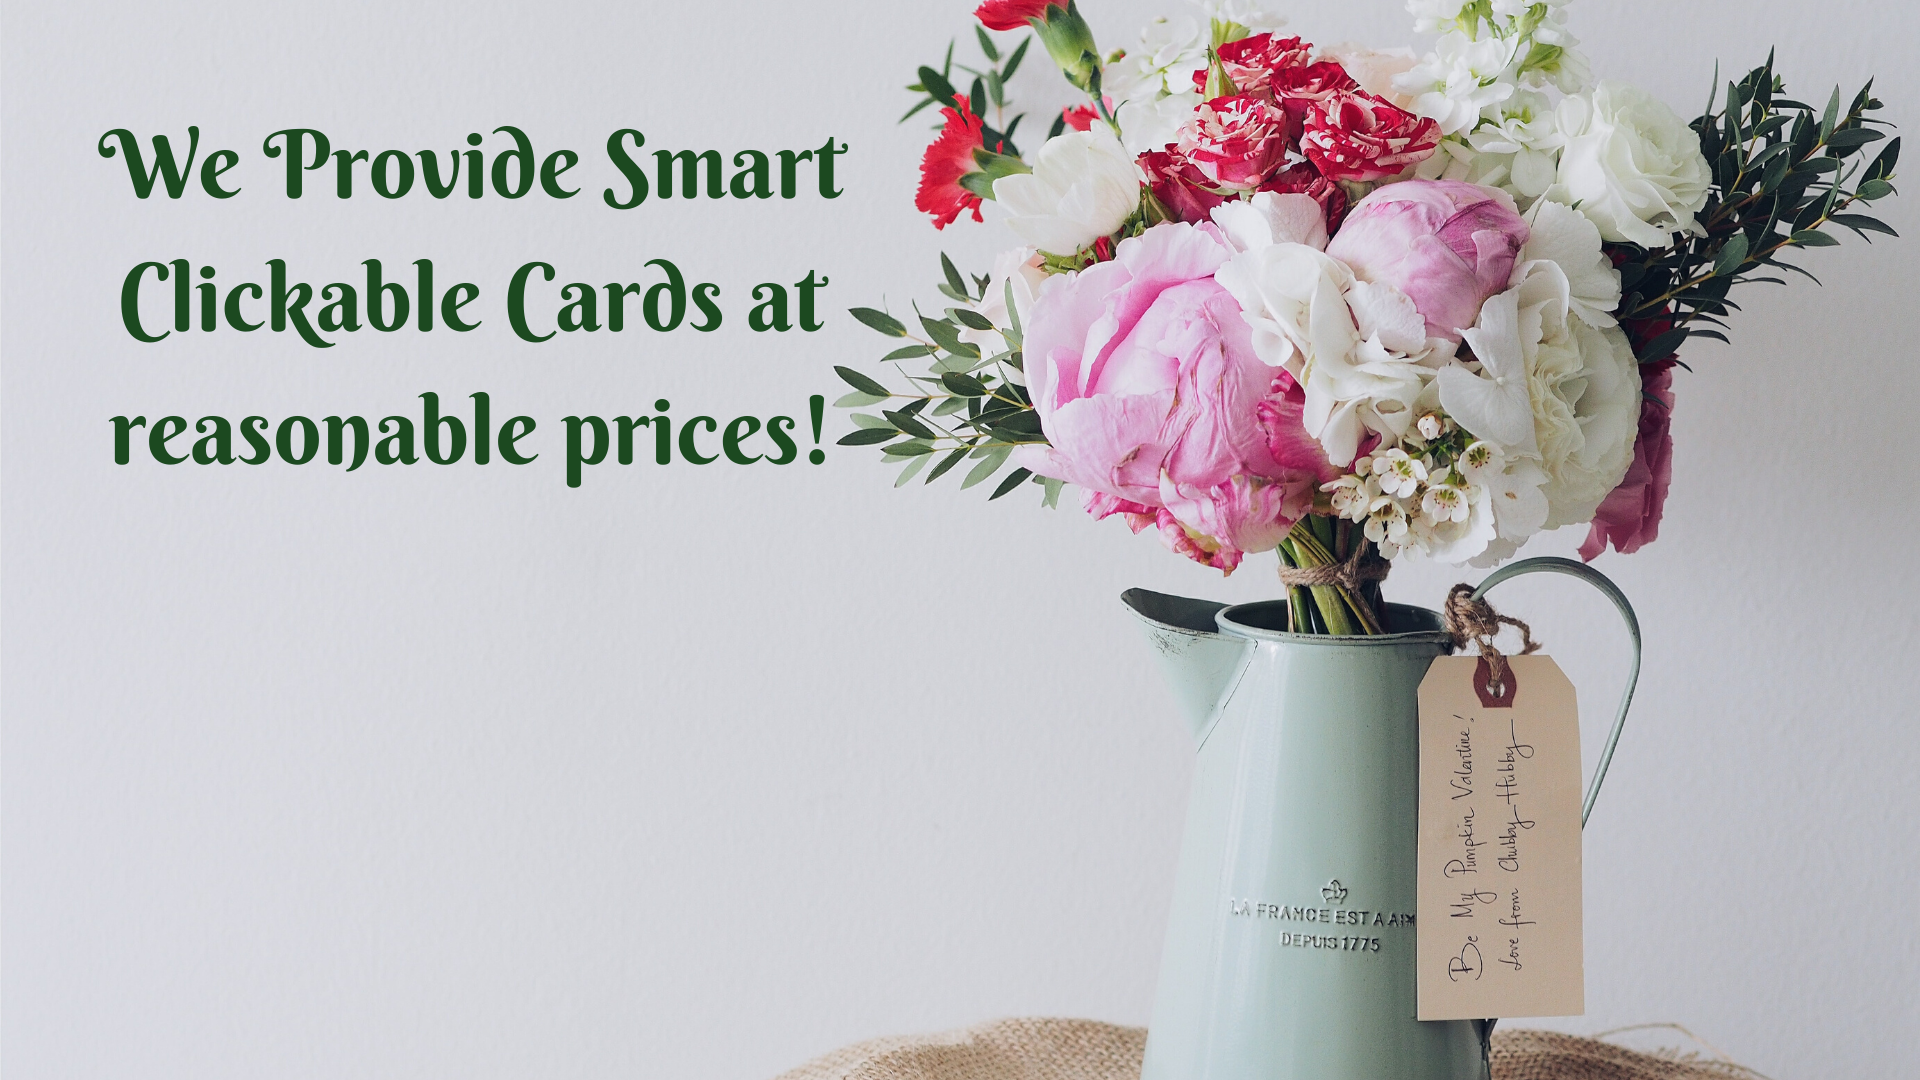 We Provide Smart
Clickable Cards at
reasonable prices!
LA FRANCE EST A AIM
DEPUIS 1775
Be My Pumpkin Valentine!
Love from Chubby Hubby